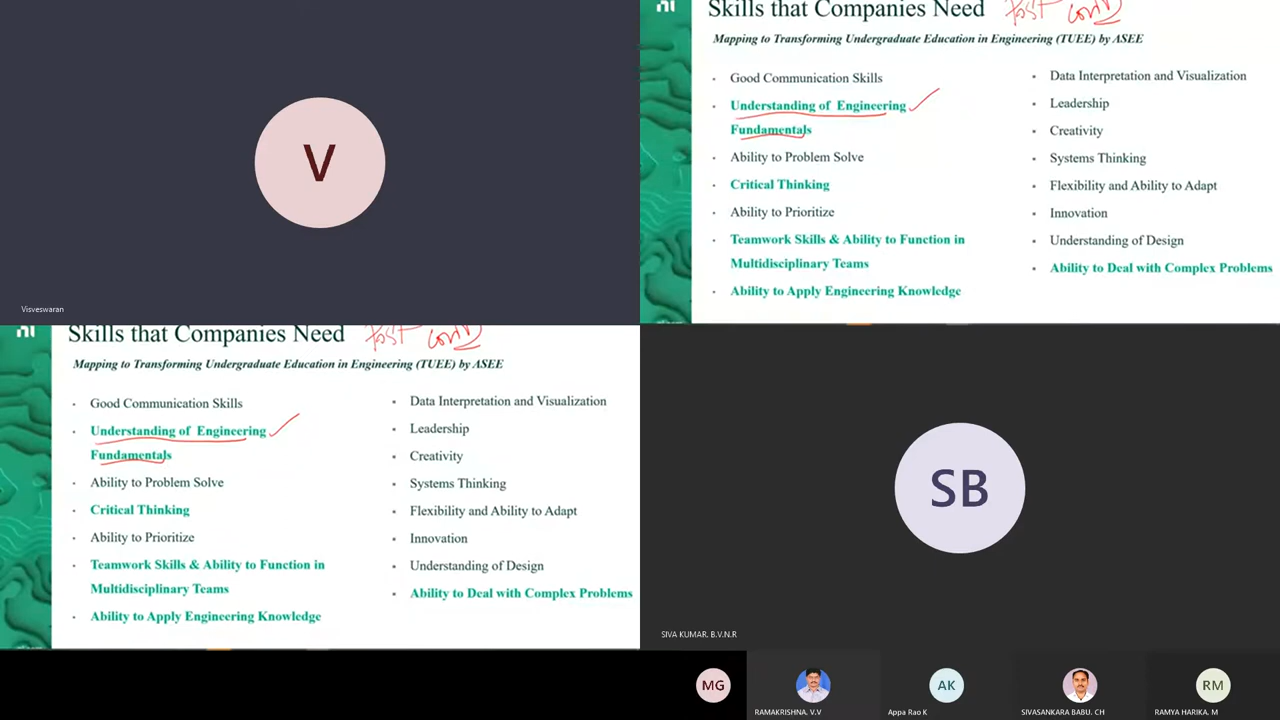 V
Visveswaran
ni
Skills that Companies Need Post Covid
Mapping to Transforming Undergraduate Education in Engineering (TUEE) by ASEE
Good Communication Skills
Understanding of Engineering
Fundamentals
Ability to Problem Solve
Critical Thinking
Ability to Prioritize
Teamwork Skills & Ability to Function in
Multidisciplinary Teams
Ability to Apply Engineering Knowledge
Data Interpretation and Visualization
Leadership
Creativity
Systems Thinking
Flexibility and Ability to Adapt
Innovation
Understanding of Design
Ability to Deal with Complex Problems
ni
Skills that Companies Need Post Covid
Mapping to Transforming Undergraduate Education in Engineering (TUEE) by ASEE
Good Communication Skills
Understanding of Engineering
Fundamentals
Ability to Problem Solve
Critical Thinking
Ability to Prioritize
Teamwork Skills & Ability to Function in
Multidisciplinary Teams
Ability to Apply Engineering Knowledge
Data Interpretation and Visualization
Leadership
Creativity
Systems Thinking
Flexibility and Ability to Adapt
Innovation
Understanding of Design
Ability to Deal with Complex Problems
SB
SIVA KUMAR. B.V.N.R
MG
RAMAKRISHNA. V.V
AK
Appa Rao K
SIVASANKARA BABU. CH
RM
RAMYA HARIKA. M